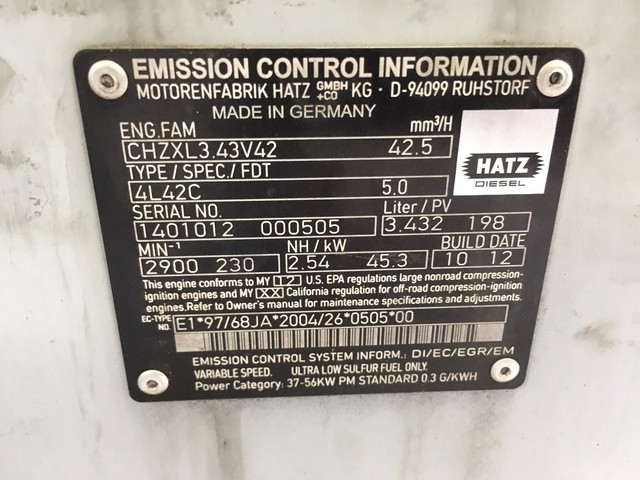 EMISSION CONTROL INFORMATION
MOTORENFABRIK HATZ GMBH +CO KG · D-94099 RUHSTORF
MADE IN GERMANY
ENG.FAM mm³/H
CHZXL3.43V42 42.5
TYPE / SPEC./ FDT
4L42C 5.0
SERIAL NO. Liter / PV
1401012 000505 3.432 198
MIN-¹ NH / kW BUILD DATE
2900 230 2.54 45.3 10 12
HATZ
DIESEL
This engine conforms to MY 12 U.S. EPA regulations large nonroad compression-
ignition engines and MY XX California regulation for off-road compression-ignition
engines.Refer to Owner's manual for maintenance specifications and adjustments.
EC-TYPE NO. E1*97/68JA*2004/26*0505*00
EMISSION CONTROL SYSTEM INFORM.: DI/EC/EGR/EM
VARIABLE SPEED. ULTRA LOW SULFUR FUEL ONLY.
Power Category: 37-56KW PM STANDARD 0.3 G/KWH